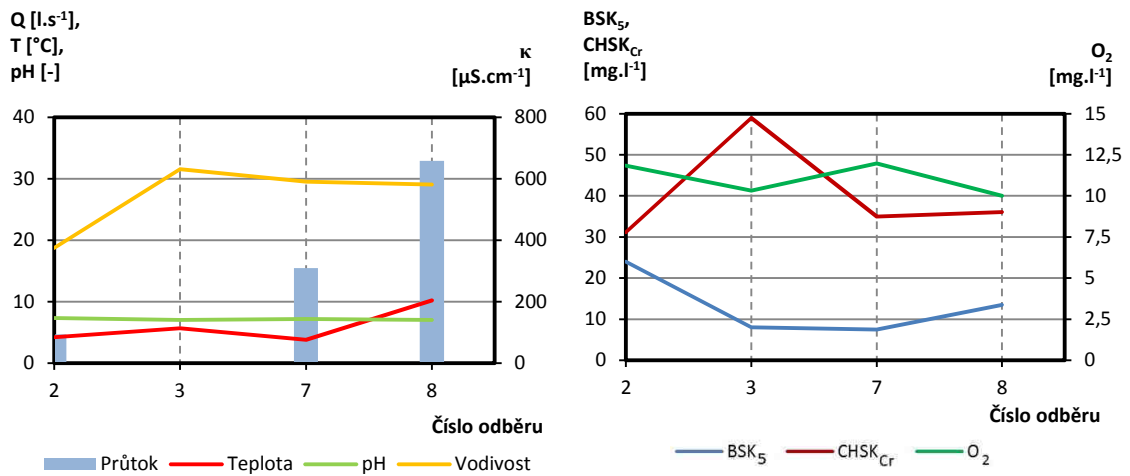 Q [l.s-1],
T [°C],
pH [-]
κ
[µS.cm-1]
40
30
20
10
0
800
600
400
200
0
2 3 7 8
Číslo odběru
Průtok Teplota pH Vodivost
BSK5,
CHSKCr
[mg.l-1]
O2
[mg.l-1]
60
50
40
30
20
10
0
15
12,5
10
7,5
5
2,5
0
2 3 7 8
Číslo odběru
BSK5 CHSKCr O2